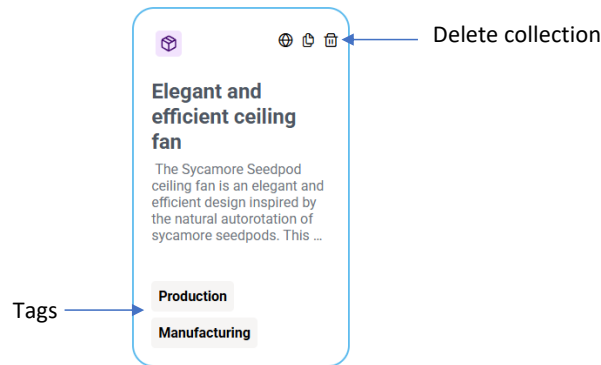 Delete collection
Elegant and
efficient ceiling
fan
The Sycamore Seedpod
ceiling fan is an elegant and
efficient design inspired by
the natural autorotation of
sycamore seedpods. This ...
Production
Tags
Manufacturing